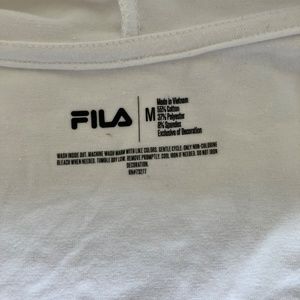 FILA
M
Made in Vietnam
55% Cotton
37% Polyester
8% Spandex
Exclusive of Decoration
WASH INSIDE OUT. MACHINE WASH WARM WITH LIKE COLORS. GENTLE CYCLE. ONLY NON-CHLORINE
BLEACH WHEN NEEDED. TUMBLE DRY LOW. REMOVE PROMPTLY. COOL IRON IF NEEDED. DO NOT IRON
DECORATION.